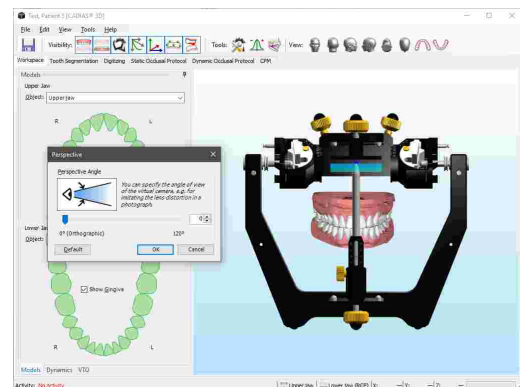 Test, Patient 5 [CADIAS® 3D]
File Edit View Tools Help
Visibility: Tools: View:
Workspace Tooth Segmentation Digitizing Static Occlusal Protocol Dynamic Occlusal Protocol CPM
Models
Upper Jaw
Object: Upper Jaw
R L
Perspective
Perspective Angle
You can specify the angle of view
of the virtual camera, e.g. for
imitating the lens distortion in a
photograph.
0
0° (Orthographic) 120°
Default OK Cancel
Lower Ja
Object:
Show Gingiva
R L
Models Dynamics VTO
Activity: No activity Upper Jaw Lower Jaw (RCP) X: Y: Z: